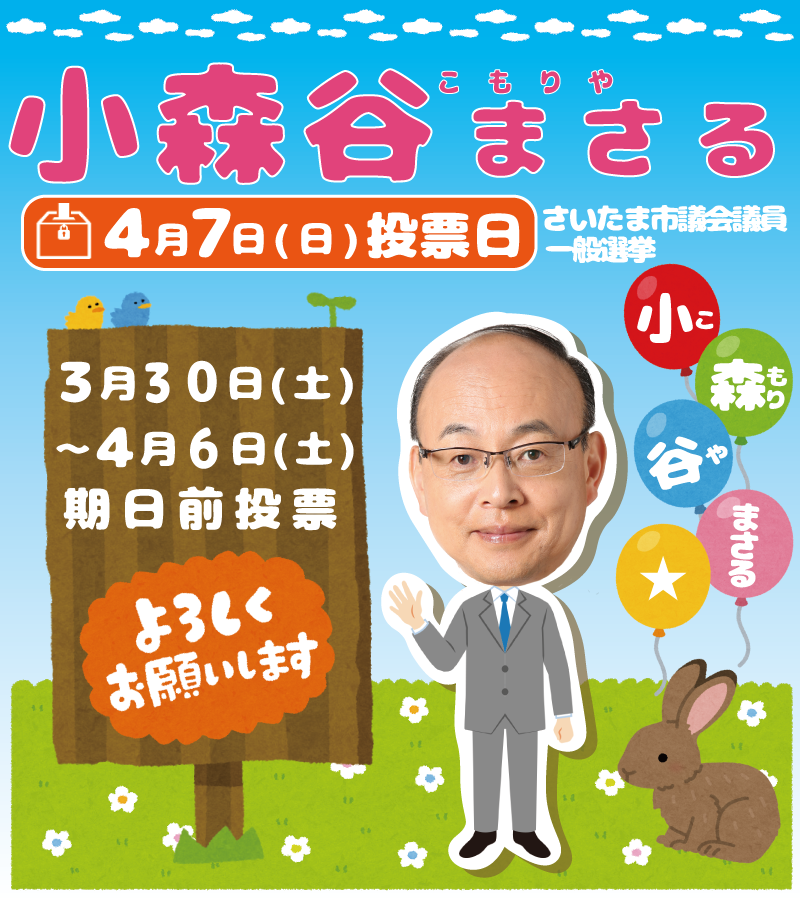 こもりや
小森谷まさる
4月7日(日)投票日
さいたま市議会議員
一般選挙
3月30日(土)
～4月6日(土)
期日前投票
よろしく
お願いします
小こ
森もり
谷や
まさる